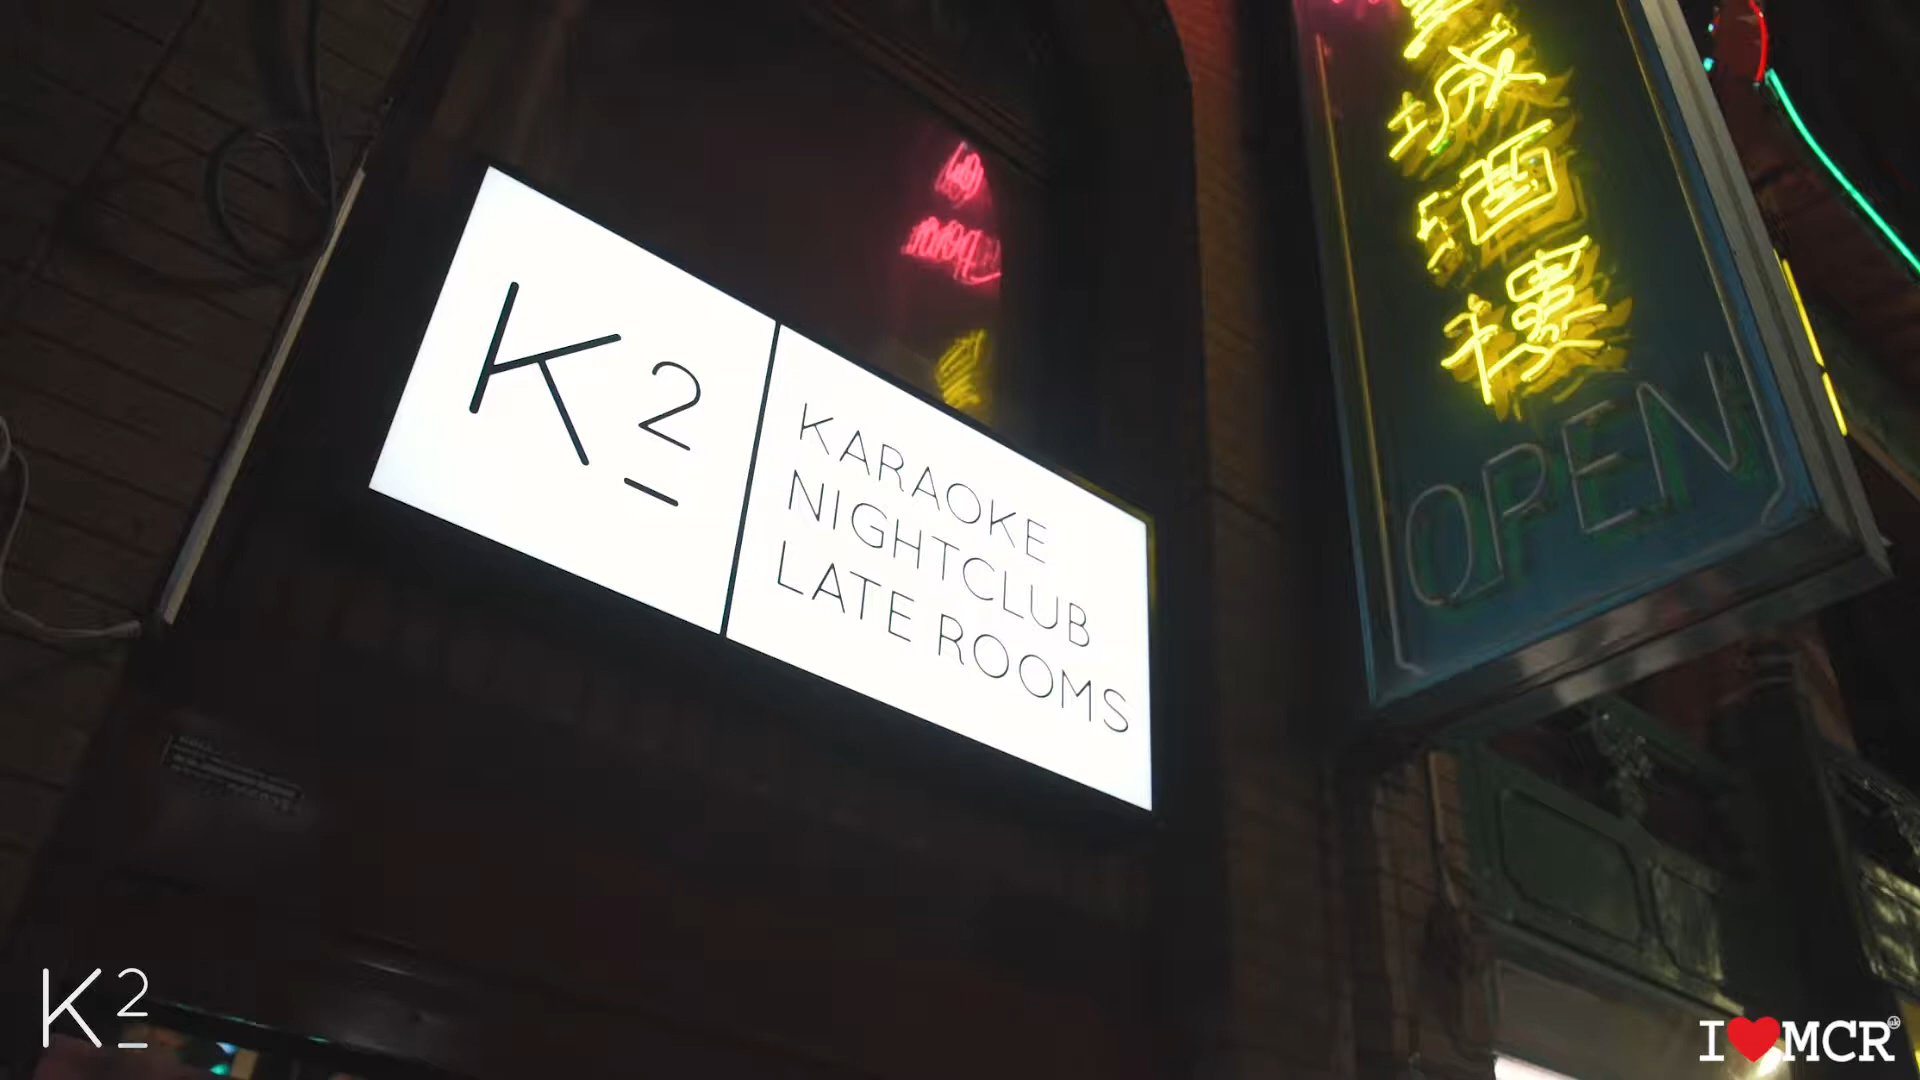 K2
KARAOKE
NIGHTCLUB
LATE ROOMS
城酒樓
OPEN
K2
I❤MCR